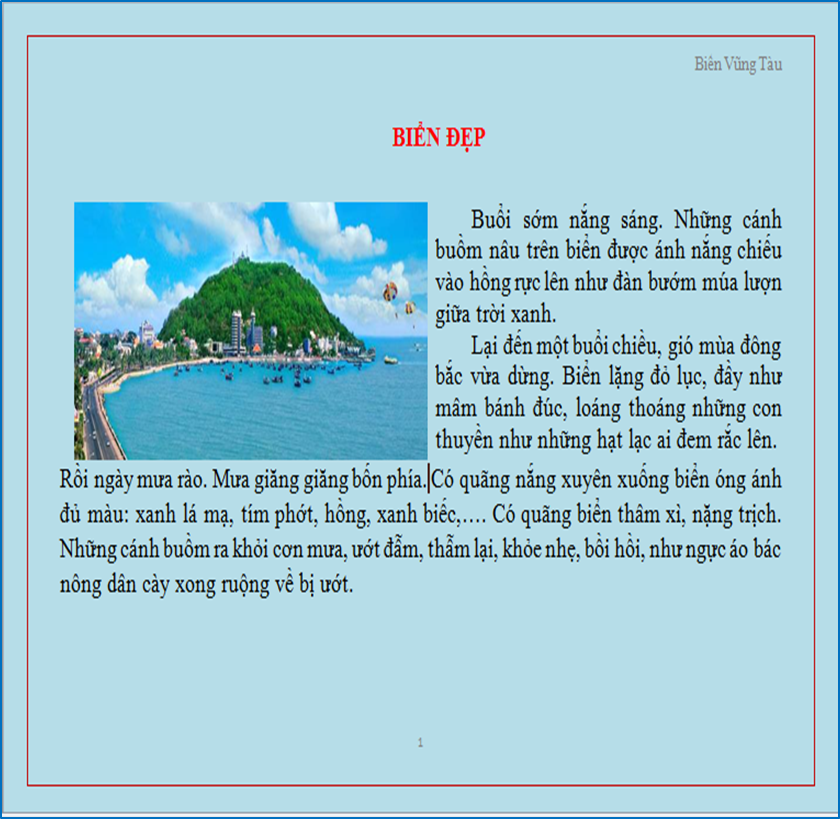 Biển Vũng Tàu
BIỂN ĐẸP
Buổi sớm nắng sáng. Những cánh
buồm nâu trên biển được ánh nắng chiếu
vào hồng rực lên như đàn bướm múa lượn
giữa trời xanh.
Lại đến một buổi chiều, gió mùa đông
bắc vừa dừng. Biển lặng đỏ lục, đầy như
mâm bánh đúc, loáng thoáng những con
thuyền như những hạt lạc ai đem rắc lên.
Rồi ngày mưa rào. Mưa giăng giăng bốn phía. Có quãng nắng xuyên xuống biển óng ánh
đủ màu: xanh lá mạ, tím phớt, hồng, xanh biếc,…. Có quãng biển thâm xì, nặng trịch.
Những cánh buồm ra khỏi cơn mưa, ướt đẫm, thẫm lại, khỏe nhẹ, bồi hồi, như ngực áo bác
nông dân cày xong ruộng về bị ướt.
1